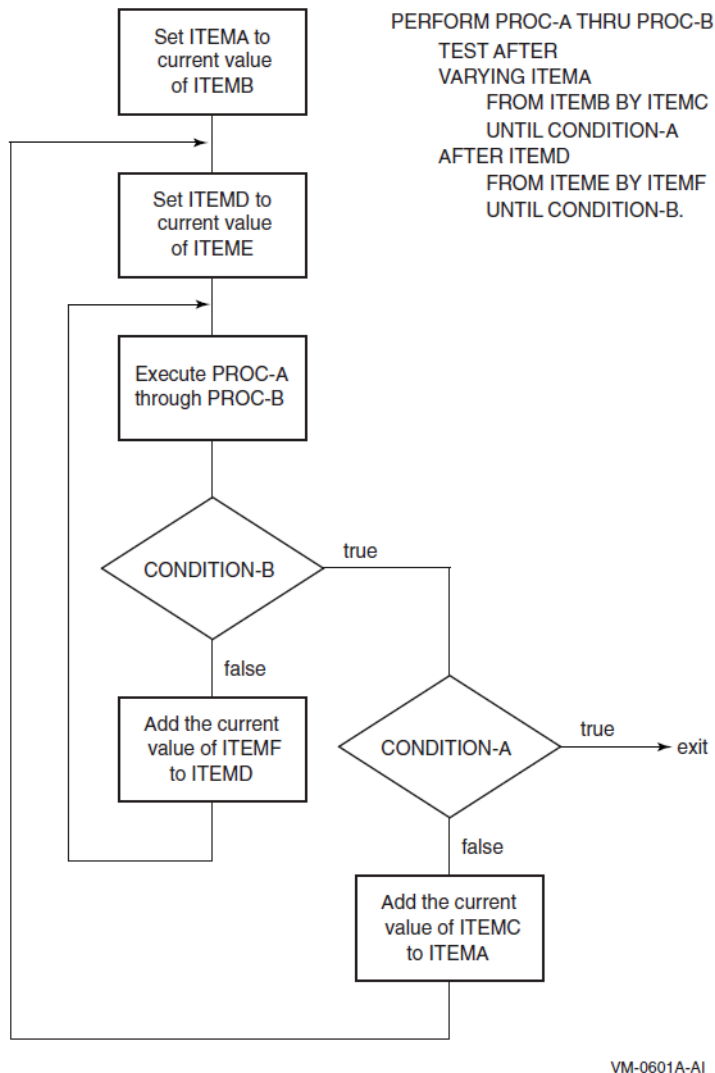 Set ITEMA to
current value
of ITEMB
PERFORM PROC-A THRU PROC-B
TEST AFTER
VARYING ITEMA
FROM ITEMB BY ITEMC
UNTIL CONDITION-A
AFTER ITEMD
FROM ITEME BY ITEMF
UNTIL CONDITION-B.
Set ITEMD to
current value
of ITEME
Execute PROC-A
through PROC-B
CONDITION-B
true
false
Add the current
value of ITEMF
to ITEMD
CONDITION-A
true
exit
false
Add the current
value of ITEMC
to ITEMA
VM-0601A-AI